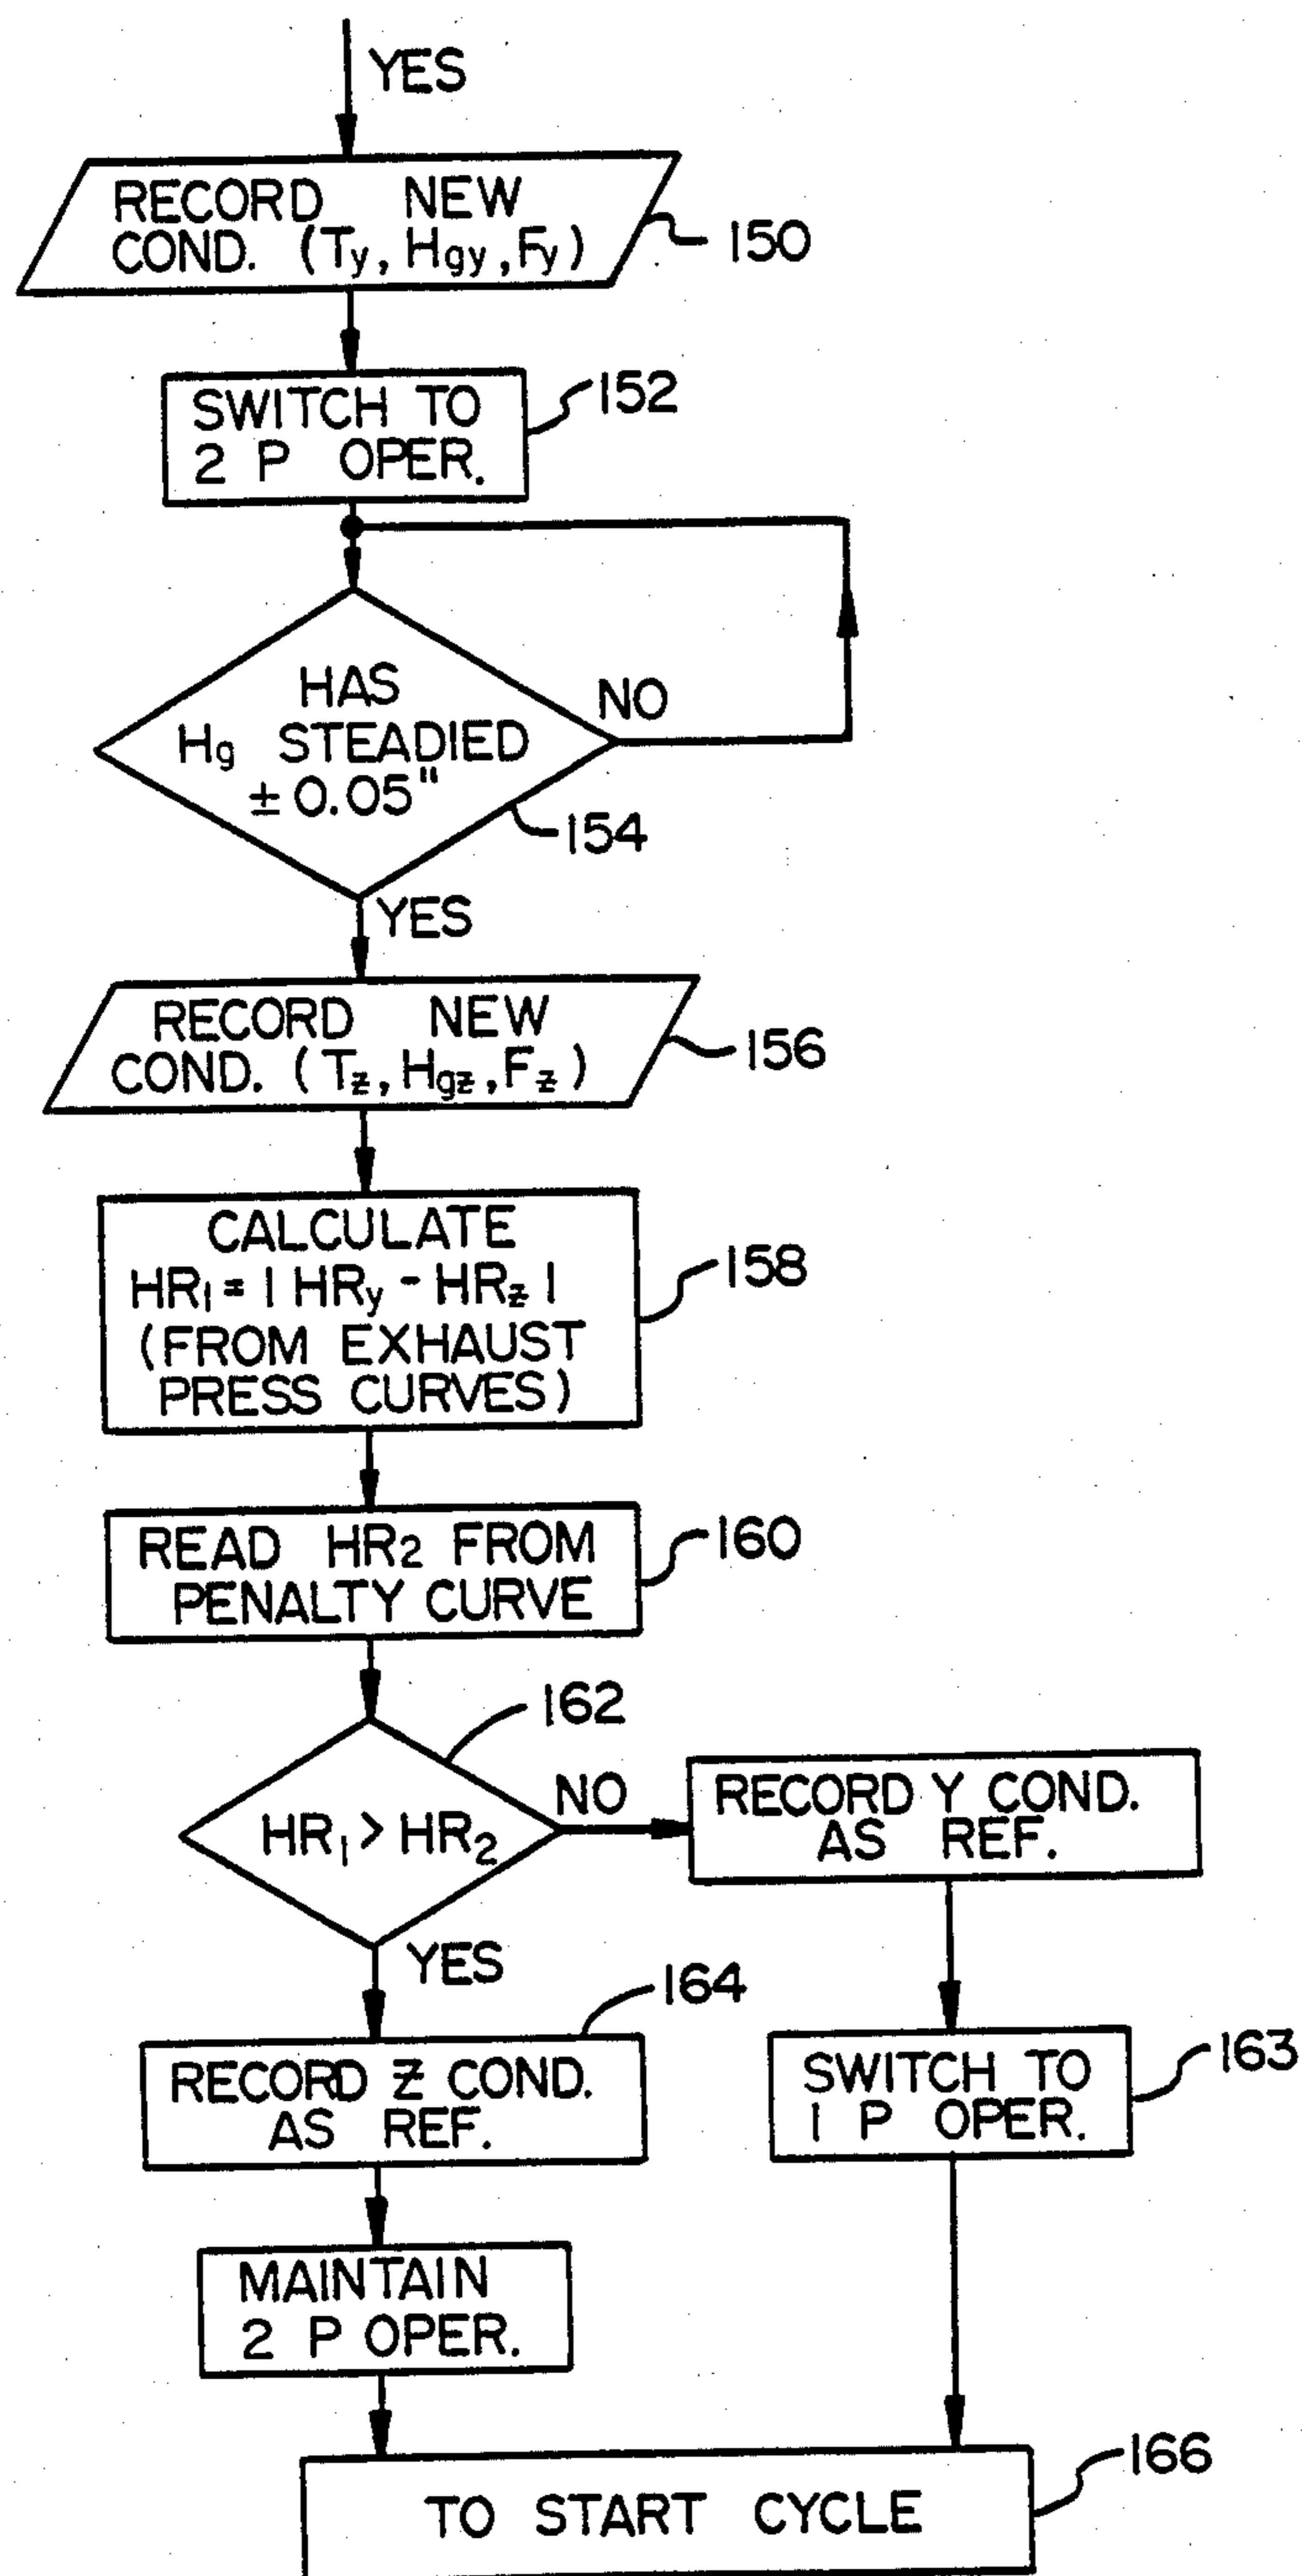 YES
RECORD NEW
COND. (Ty, Hgy, Fy)
150
SWITCH TO
2 P OPER.
152
HAS
Hg STEADIED
± 0.05"
NO
154
YES
RECORD NEW
COND. (Tz, Hgz, Fz)
156
CALCULATE
HR1 = | HRy - HRz |
(FROM EXHAUST
PRESS CURVES)
158
READ HR2 FROM
PENALTY CURVE
160
162
HR1 > HR2
NO
RECORD Y COND.
AS REF.
YES
164
RECORD Z COND.
AS REF.
SWITCH TO
1 P OPER.
163
MAINTAIN
2 P OPER.
166
TO START CYCLE